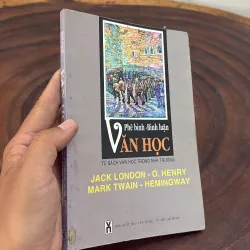 Phê bình - Bình luận
VĂN HỌC
TỦ SÁCH VĂN HỌC TRONG NHÀ TRƯỜNG
JACK LONDON - O. HENRY
MARK TWAIN - HEMINGWAY